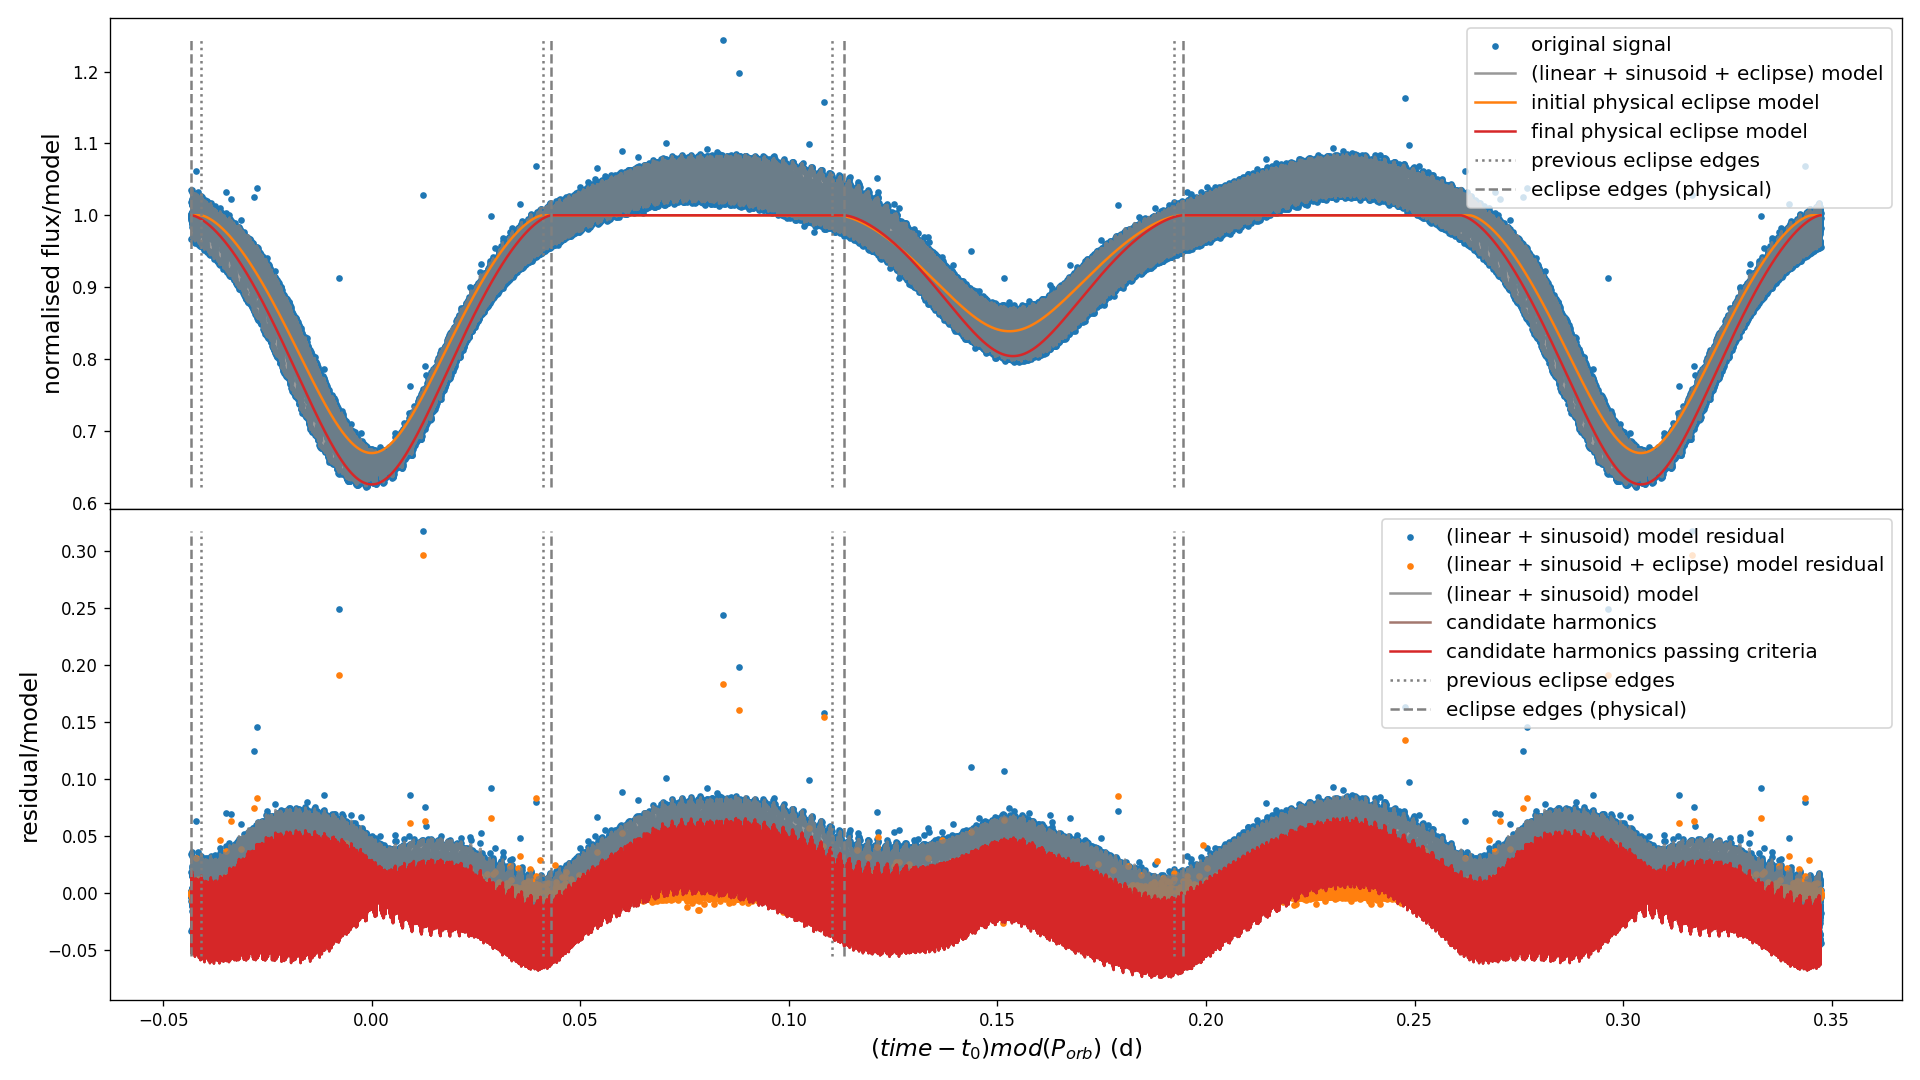 normalised flux/model
1.2
1.1
1.0
0.9
0.8
0.7
0.6
original signal
(linear + sinusoid + eclipse) model
initial physical eclipse model
final physical eclipse model
previous eclipse edges
eclipse edges (physical)
residual/model
0.30
0.25
0.20
0.15
0.10
0.05
0.00
−0.05
(linear + sinusoid) model residual
(linear + sinusoid + eclipse) model residual
(linear + sinusoid) model
candidate harmonics
candidate harmonics passing criteria
previous eclipse edges
eclipse edges (physical)
−0.05 0.00 0.05 0.10 0.15 0.20 0.25 0.30 0.35
(time − t₀)mod(Pₒᵣb) (d)